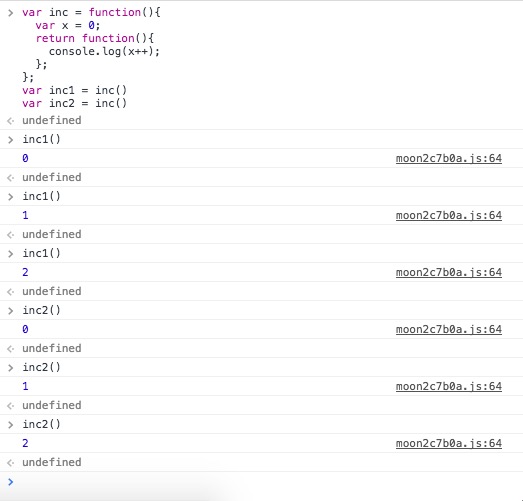 > var inc = function(){
    var x = 0;
    return function(){
      console.log(x++);
    };
  };
  var inc1 = inc()
  var inc2 = inc()
<· undefined
> inc1()
  0 moon2c7b0a.js:64
<· undefined
> inc1()
  1 moon2c7b0a.js:64
<· undefined
> inc1()
  2 moon2c7b0a.js:64
<· undefined
> inc2()
  0 moon2c7b0a.js:64
<· undefined
> inc2()
  1 moon2c7b0a.js:64
<· undefined
> inc2()
  2 moon2c7b0a.js:64
<· undefined
>